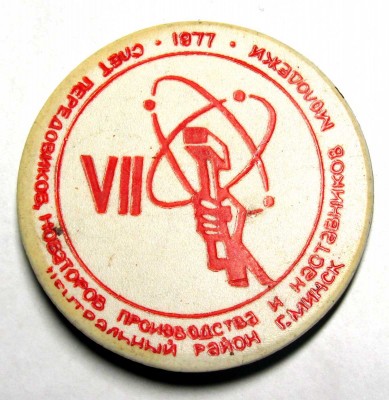 VII
СЛЕТ ПЕРЕДОВИКОВ, НОВАТОРОВ ПРОИЗВОДСТВА И НАСТАВНИКОВ МОЛОДЕЖИ
· 1977 ·
ЦЕНТРАЛЬНЫЙ РАЙОН Г.МИНСК